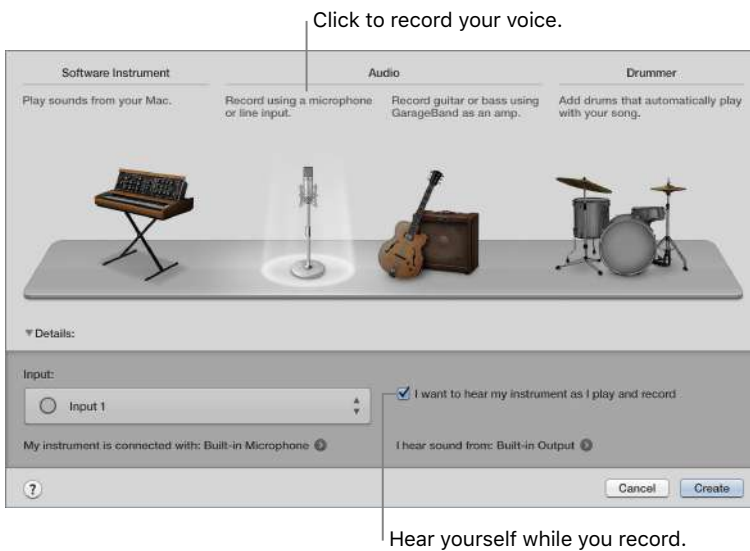 Click to record your voice.
Software Instrument
Audio
Drummer
Play sounds from your Mac.
Record using a microphone
or line input.
Record guitar or bass using
GarageBand as an amp.
Add drums that automatically play
with your song.
Details:
Input:
Input 1
I want to hear my instrument as I play and record
My instrument is connected with: Built-in Microphone
I hear sound from: Built-in Output
?
Cancel
Create
Hear yourself while you record.